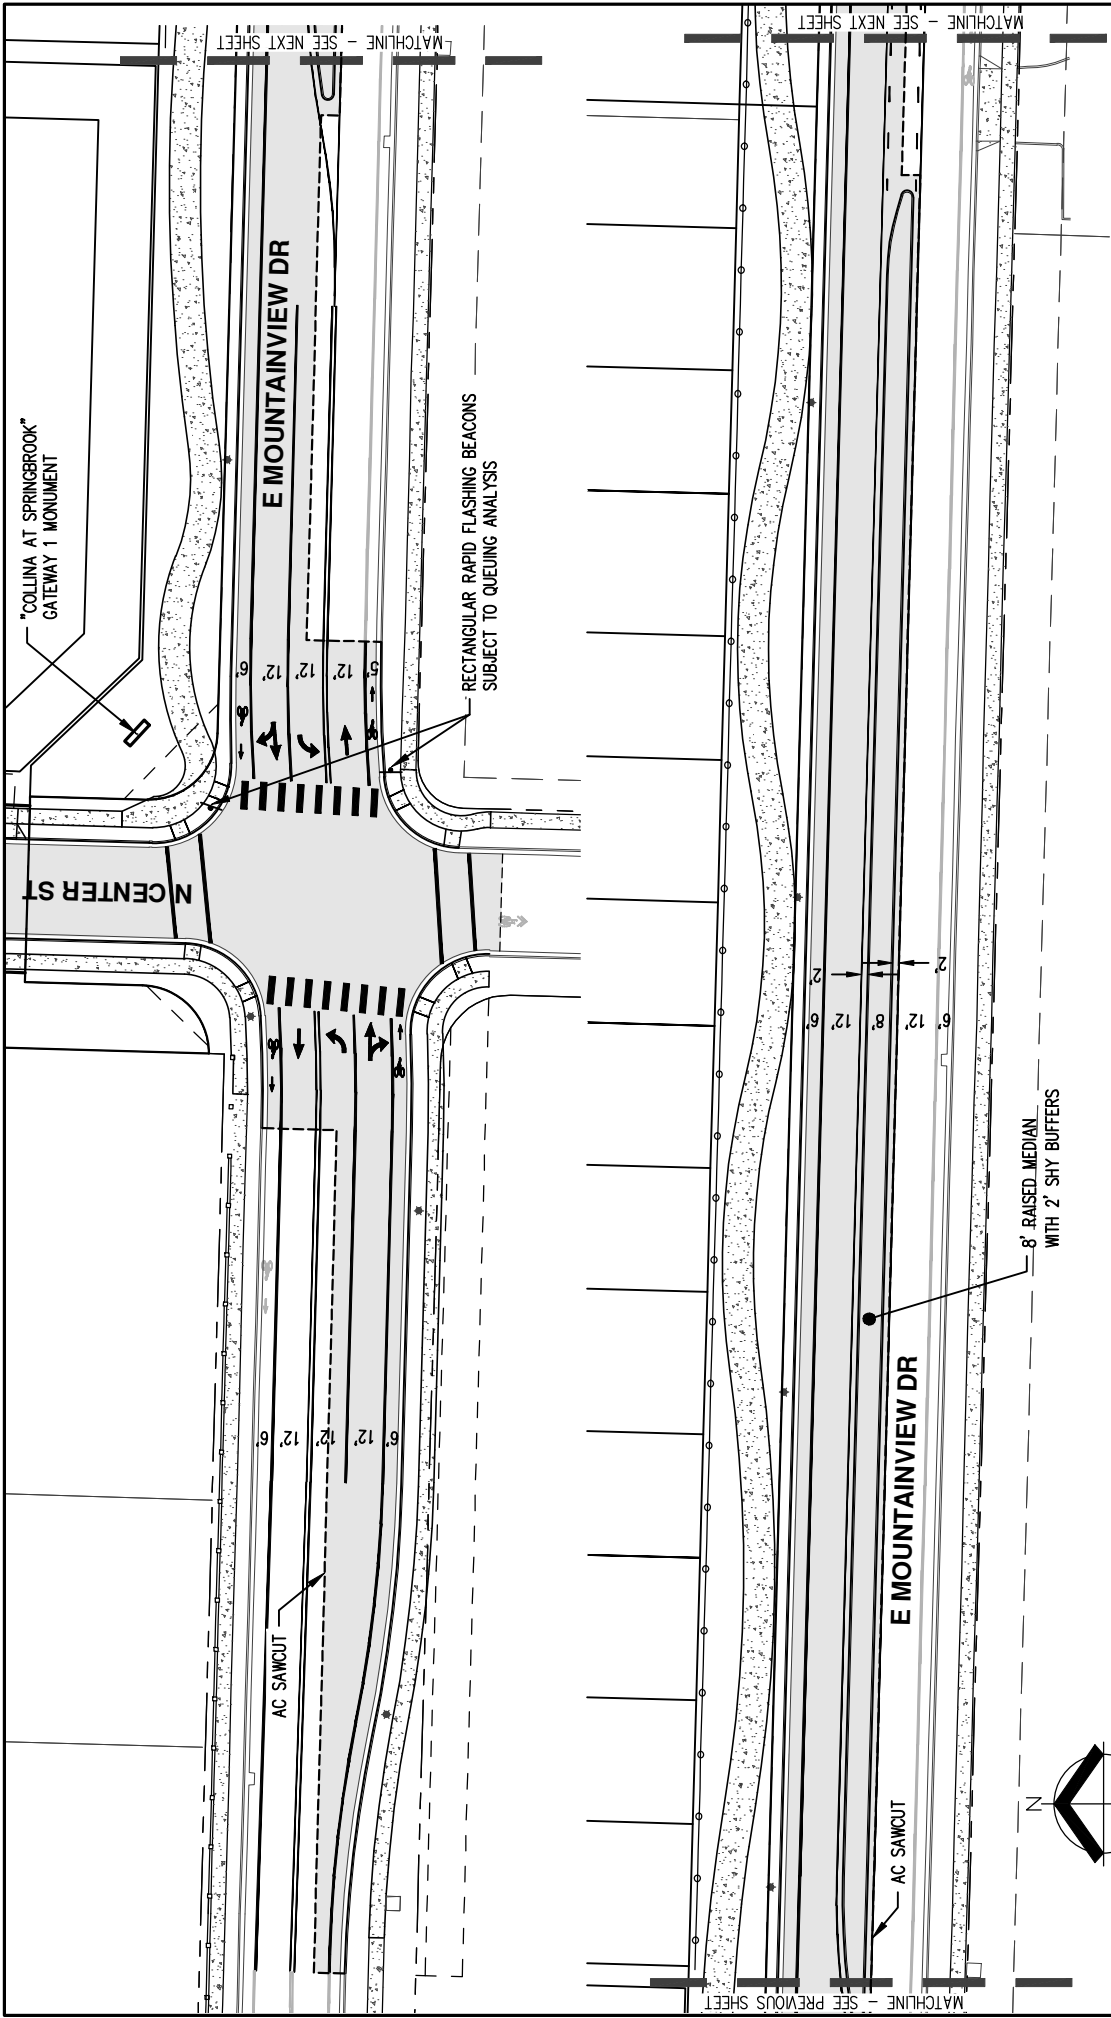 MATCHLINE – SEE NEXT SHEET
"COLLINA AT SPRINGBROOK"
GATEWAY 1 MONUMENT
E MOUNTAINVIEW DR
RECTANGULAR RAPID FLASHING BEACONS
SUBJECT TO QUEUING ANALYSIS
6'
12'
12'
12'
5'
N CENTER ST
6'
12'
12'
12'
6'
AC SAWCUT
MATCHLINE – SEE NEXT SHEET
2'
2'
6'
12'
8'
12'
6'
8' RAISED MEDIAN
WITH 2' SHY BUFFERS
E MOUNTAINVIEW DR
AC SAWCUT
N
MATCHLINE – SEE PREVIOUS SHEET